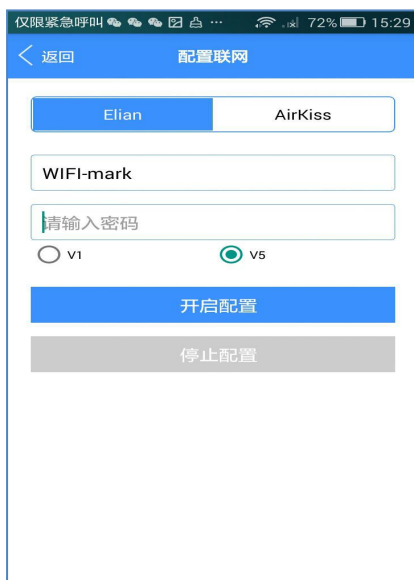 仅限紧急呼叫 ... 72% 15:29
返回 配置联网
Elian AirKiss
WIFI-mark
请输入密码
V1 V5
开启配置
停止配置